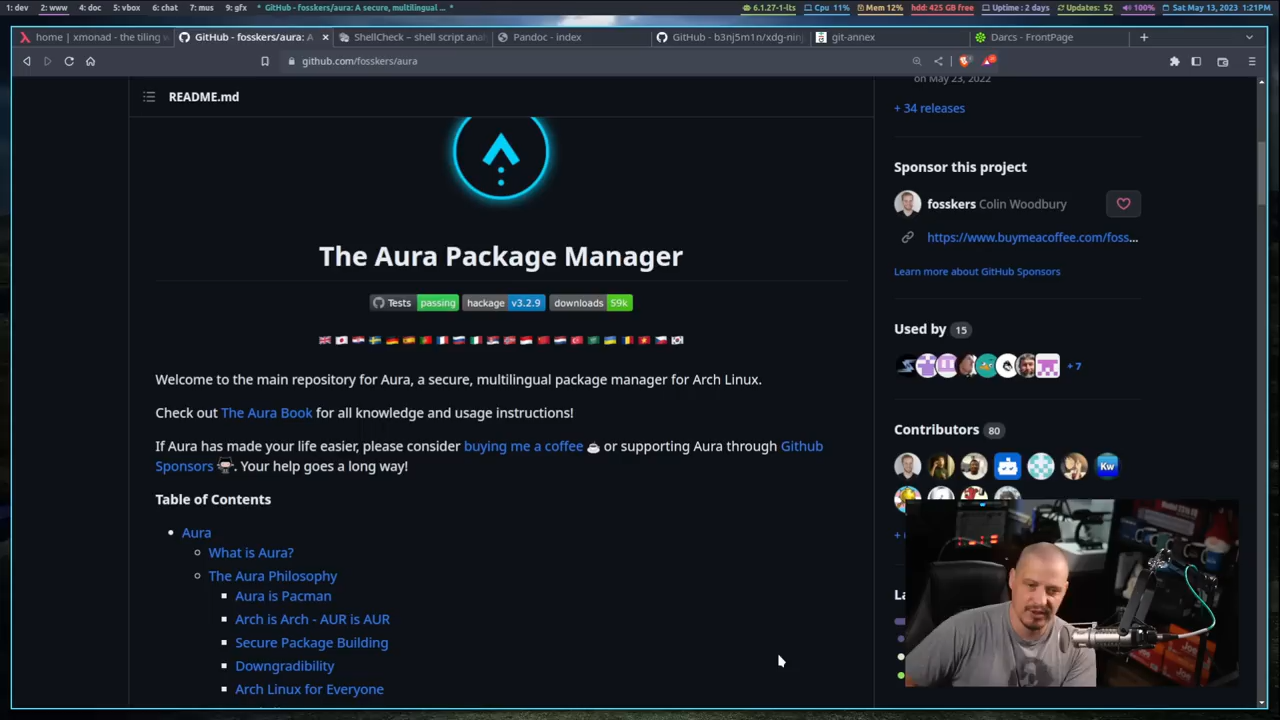 1: dev 2: www 4: doc 5: vbox 6: chat 7: mus 9: gfx * GitHub - fosskers/aura: A secure, multilingual ... *
6.1.27-1-lts Cpu 11% Mem 12% hdd: 425 GB free Uptime: 2 days Updates: 52 100% Sat May 13, 2023 1:21PM
home | xmonad - the tiling w
GitHub - fosskers/aura: A
ShellCheck – shell script anal
Pandoc - index
GitHub - b3nj5m1n/xdg-ninj
git-annex
Darcs - FrontPage
github.com/fosskers/aura
README.md
The Aura Package Manager
Tests passing hackage v3.2.9 downloads 59k
Welcome to the main repository for Aura, a secure, multilingual package manager for Arch Linux.
Check out The Aura Book for all knowledge and usage instructions!
If Aura has made your life easier, please consider buying me a coffee or supporting Aura through Github
Sponsors . Your help goes a long way!
Table of Contents
Aura
What is Aura?
The Aura Philosophy
Aura is Pacman
Arch is Arch - AUR is AUR
Secure Package Building
Downgradibility
Arch Linux for Everyone
on May 23, 2022
+ 34 releases
Sponsor this project
fosskers Colin Woodbury
https://www.buymeacoffee.com/foss...
Learn more about GitHub Sponsors
Used by 15
+ 7
Contributors 80
Kw